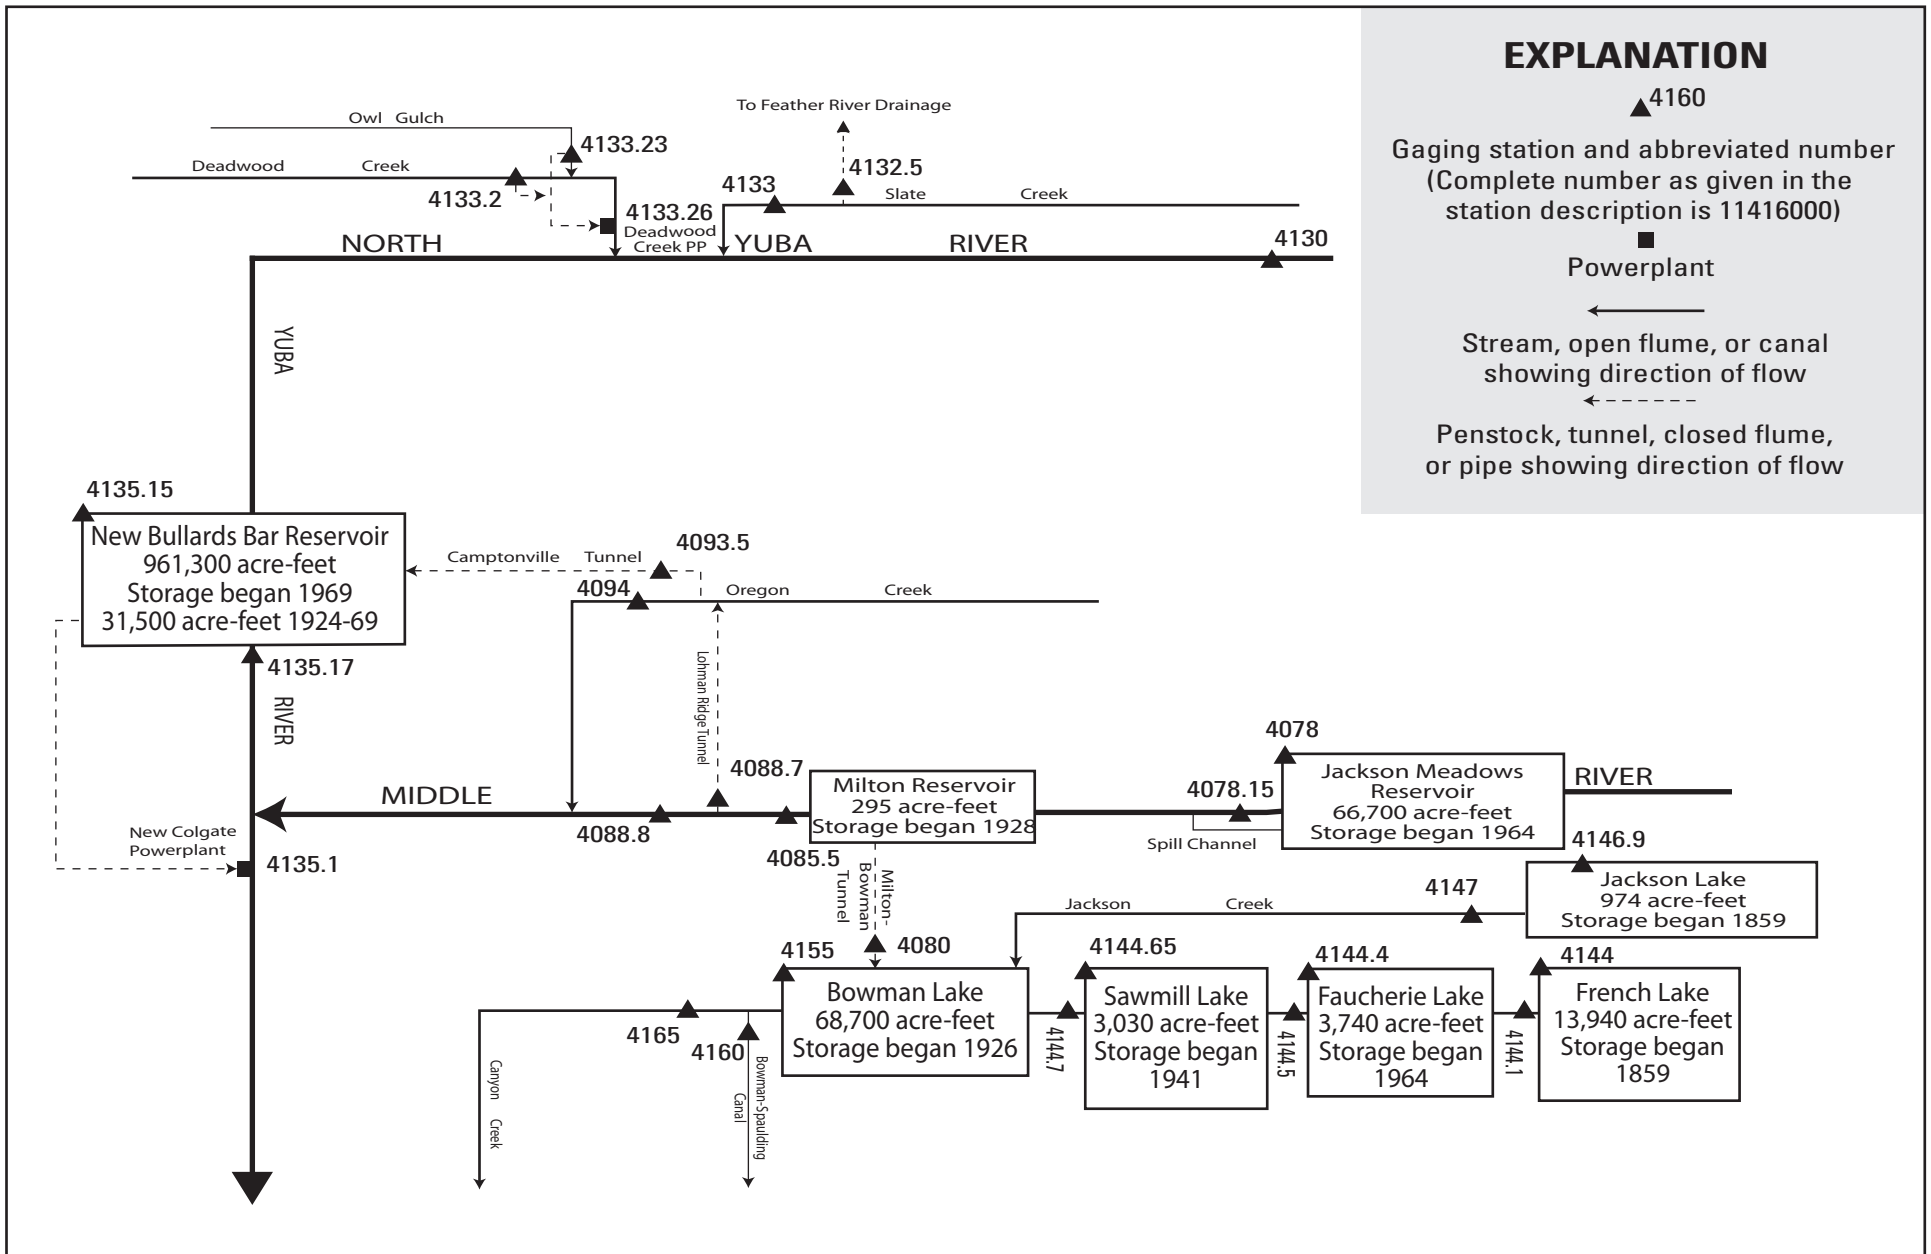 EXPLANATION
4160
Gaging station and abbreviated number
(Complete number as given in the
station description is 11416000)
Powerplant
Stream, open flume, or canal
showing direction of flow
Penstock, tunnel, closed flume,
or pipe showing direction of flow
To Feather River Drainage
Owl Gulch
4133.23
Deadwood Creek
4133.2
4132.5
4133
Slate Creek
4133.26
Deadwood
Creek PP
NORTH YUBA RIVER
4130
YUBA
4135.15
New Bullards Bar Reservoir
961,300 acre-feet
Storage began 1969
31,500 acre-feet 1924-69
Camptonville Tunnel
4093.5
4094
Oregon Creek
4135.17
RIVER
Lohman Ridge Tunnel
4088.7
MIDDLE
4088.8
Milton Reservoir
295 acre-feet
Storage began 1928
4085.5
4078.15
Spill Channel
4078
Jackson Meadows
Reservoir
66,700 acre-feet
Storage began 1964
RIVER
New Colgate
Powerplant
4135.1
Milton-
Bowman
Tunnel
4080
4146.9
Jackson Lake
974 acre-feet
Storage began 1859
4147
Jackson Creek
4155
Bowman Lake
68,700 acre-feet
Storage began 1926
4144.7
4144.65
Sawmill Lake
3,030 acre-feet
Storage began
1941
4144.5
4144.4
Faucherie Lake
3,740 acre-feet
Storage began
1964
4144.1
4144
French Lake
13,940 acre-feet
Storage began
1859
4165
4160
Canyon Creek
Bowman-Spaulding
Canal